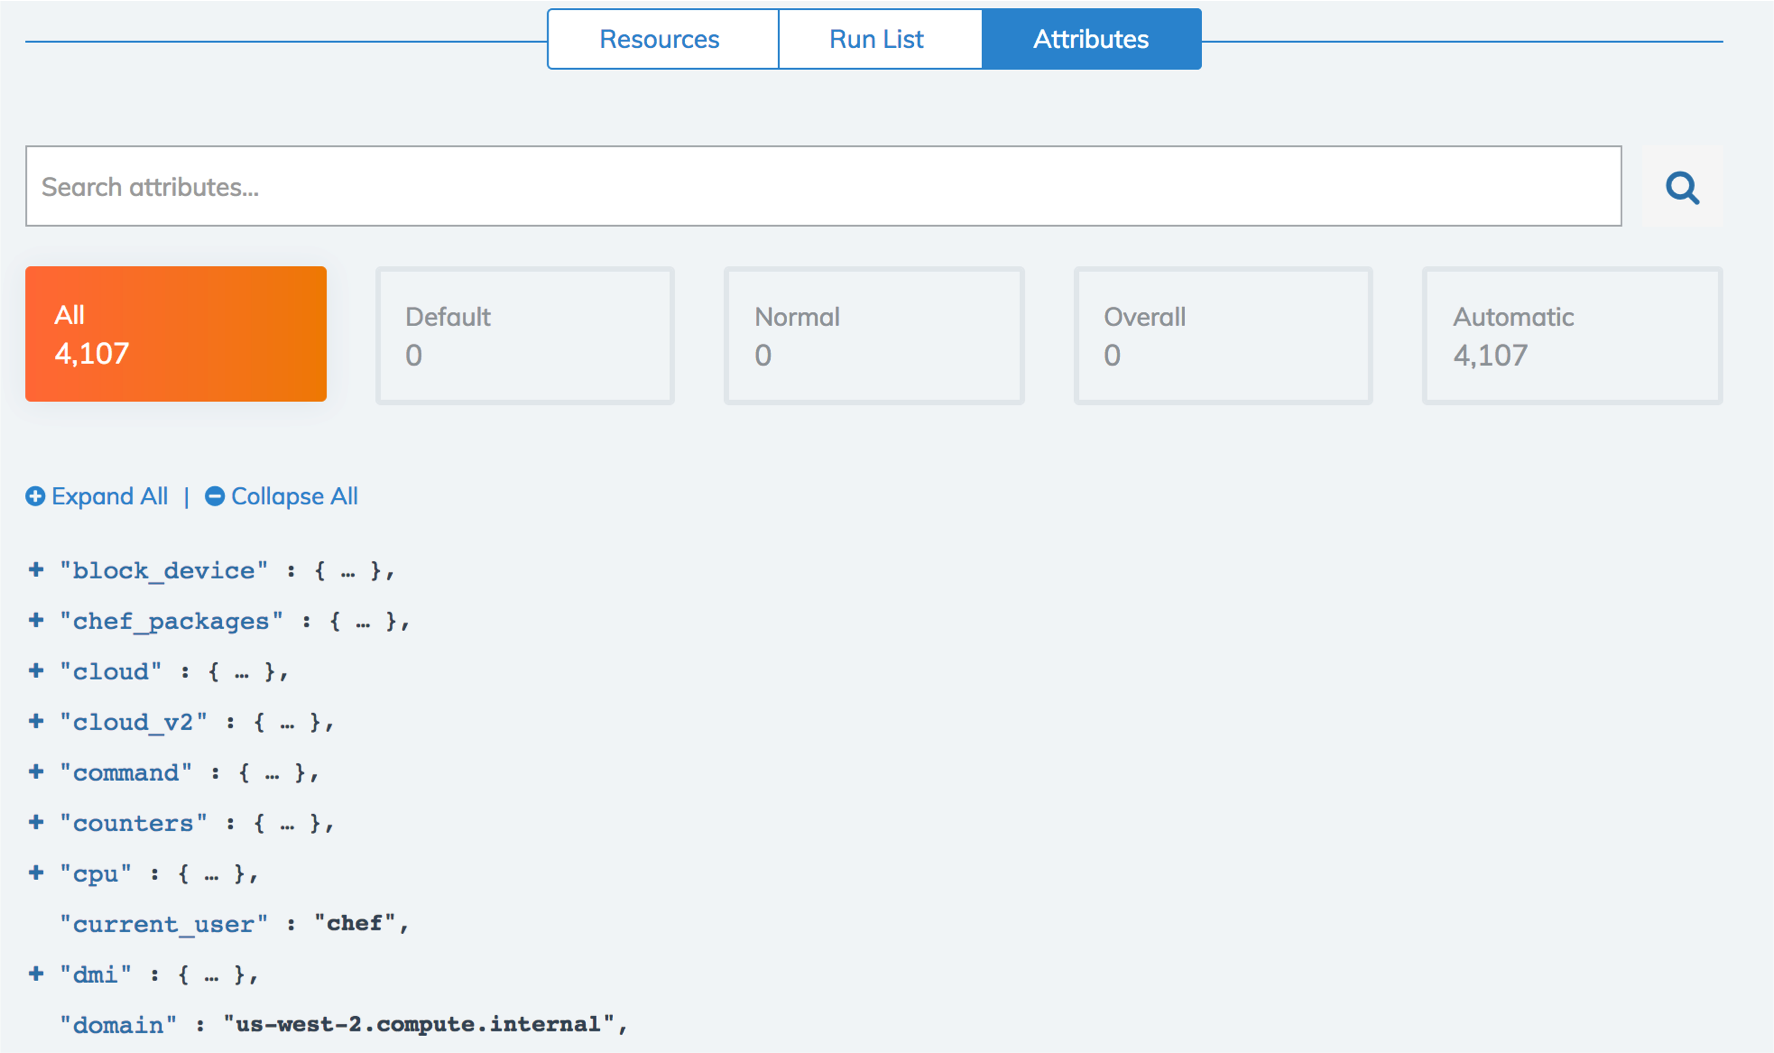 Resources Run List Attributes
Search attributes...
All
4,107
Default
0
Normal
0
Overall
0
Automatic
4,107
Expand All | Collapse All
+ "block_device" : { … },
+ "chef_packages" : { … },
+ "cloud" : { … },
+ "cloud_v2" : { … },
+ "command" : { … },
+ "counters" : { … },
+ "cpu" : { … },
"current_user" : "chef",
+ "dmi" : { … },
"domain" : "us-west-2.compute.internal",